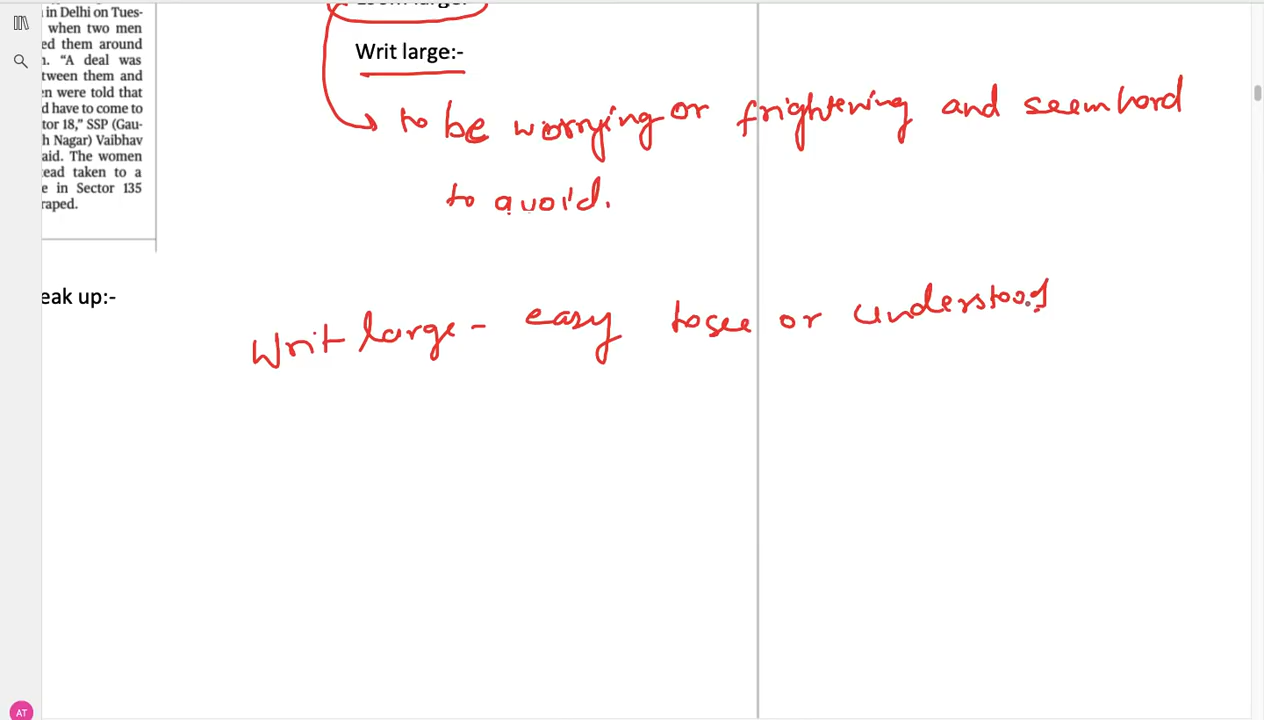 in Delhi on Tues-
when two men
ed them around
n. “A deal was
tween them and
en were told that
d have to come to
tor 18,” SSP (Gau-
h Nagar) Vaibhav
aid. The women
ead taken to a
e in Sector 135
raped.
Writ large:-
to be worrying or frightening and seem hard
to avoid.
eak up:-
Writ large - easy to see or understood
AT